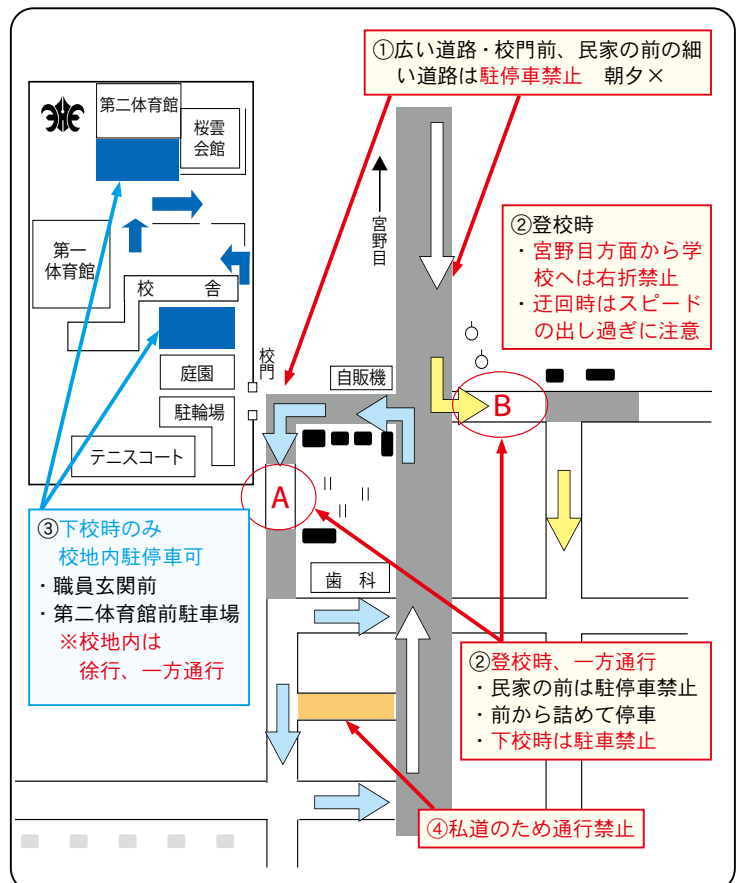 ①広い道路・校門前、民家の前の細
い道路は駐停車禁止　朝夕×
第二体育館
桜雲
会館
宮野目
②登校時
・宮野目方面から学
校へは右折禁止
・迂回時はスピード
の出し過ぎに注意
第一
体育館
校　舎
校門
自販機
庭園
駐輪場
テニスコート
B
A
③下校時のみ
校地内駐停車可
・職員玄関前
・第二体育館前駐車場
※校地内は
徐行、一方通行
歯　科
②登校時、一方通行
・民家の前は駐停車禁止
・前から詰めて停車
・下校時は駐車禁止
④私道のため通行禁止